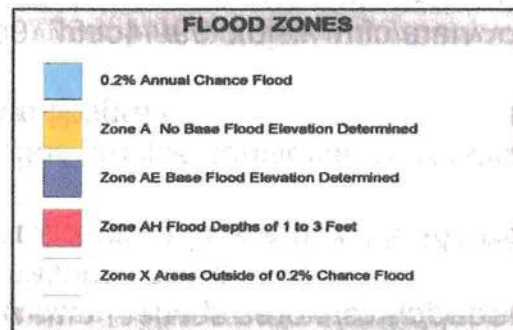 FLOOD ZONES
0.2% Annual Chance Flood
Zone A No Base Flood Elevation Determined
Zone AE Base Flood Elevation Determined
Zone AH Flood Depths of 1 to 3 Feet
Zone X Areas Outside of 0.2% Chance Flood